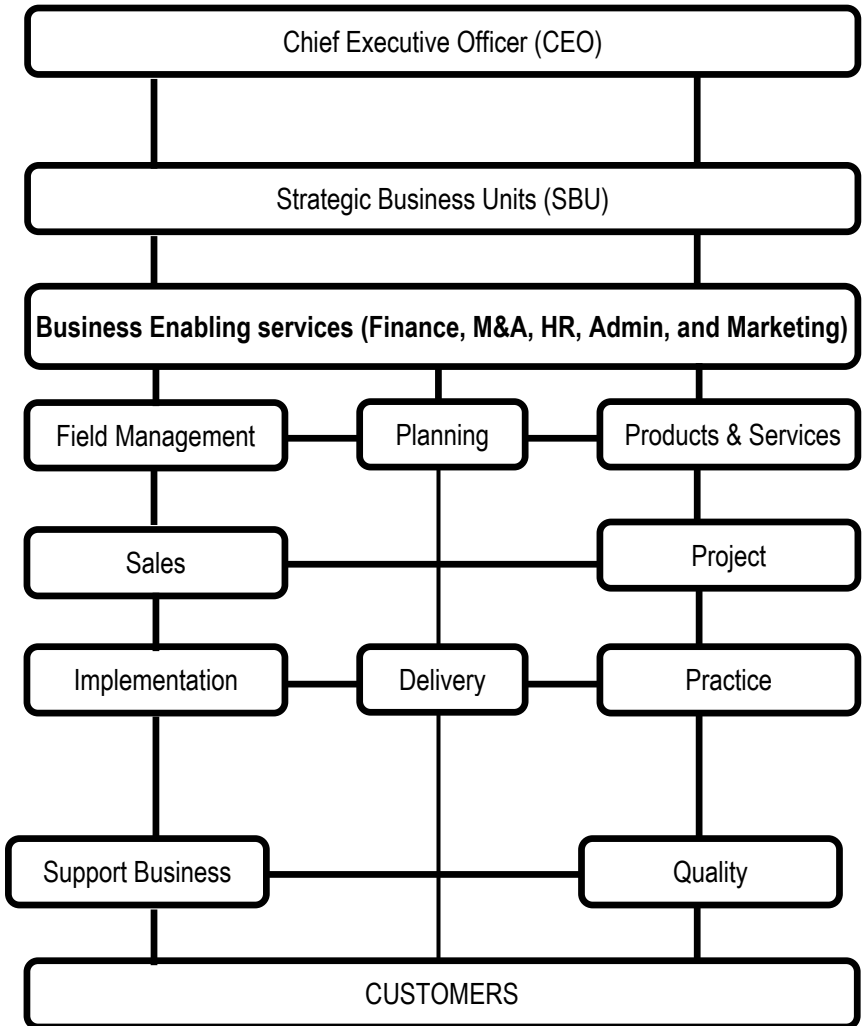 Chief Executive Officer (CEO)
Strategic Business Units (SBU)
Business Enabling services (Finance, M&A, HR, Admin, and Marketing)
Field Management
Planning
Products & Services
Sales
Project
Implementation
Delivery
Practice
Support Business
Quality
CUSTOMERS